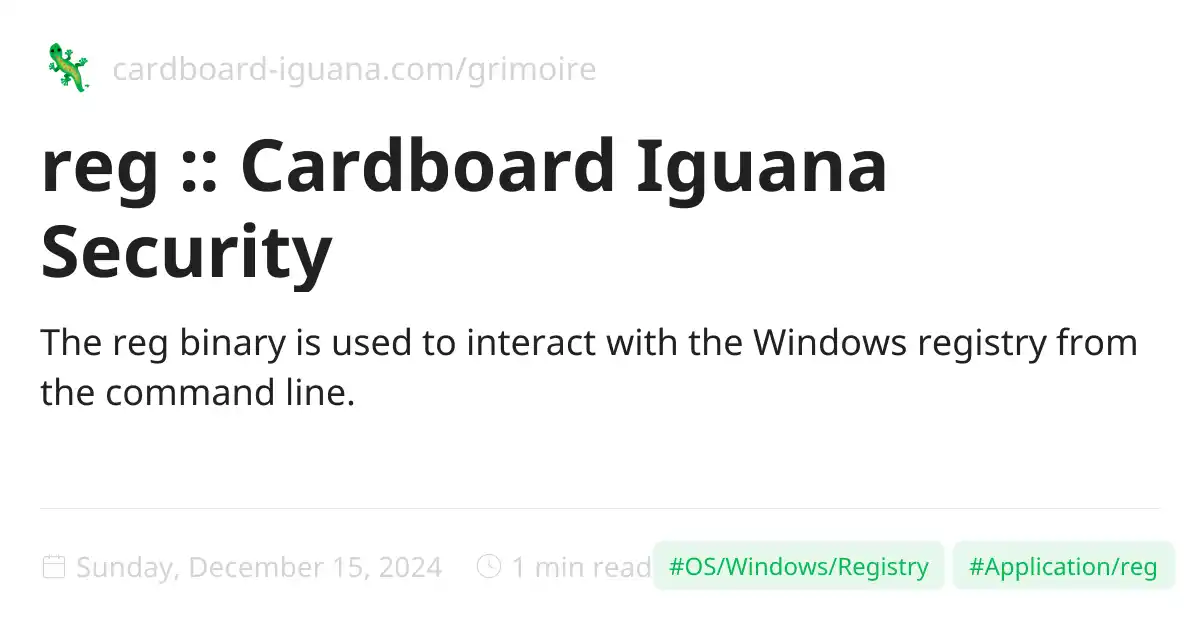 cardboard-iguana.com/grimoire
reg :: Cardboard Iguana
Security
The reg binary is used to interact with the Windows registry from
the command line.
Sunday, December 15, 2024 1 min read #OS/Windows/Registry #Application/reg